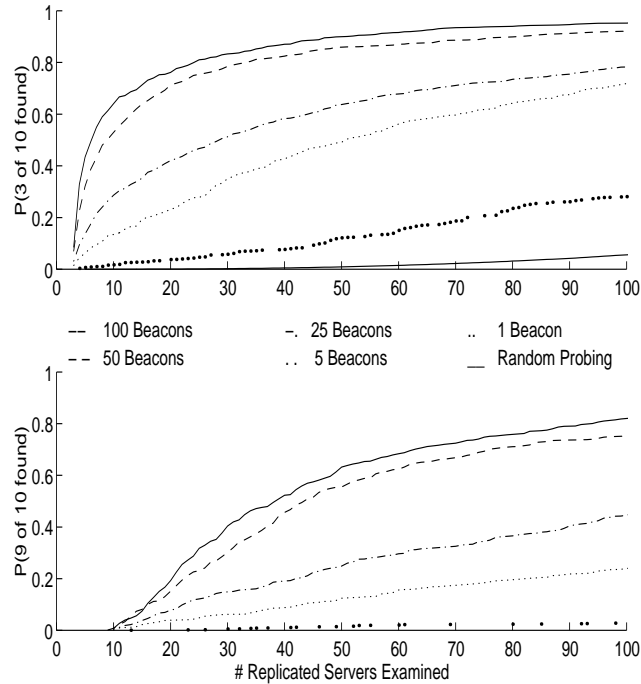 P(3 of 10 found)
1
0.8
0.6
0.4
0.2
0
0 10 20 30 40 50 60 70 80 90 100
–– 100 Beacons –. 25 Beacons .. 1 Beacon
– – 50 Beacons . . 5 Beacons __ Random Probing
P(9 of 10 found)
1
0.8
0.6
0.4
0.2
0
0 10 20 30 40 50 60 70 80 90 100
# Replicated Servers Examined